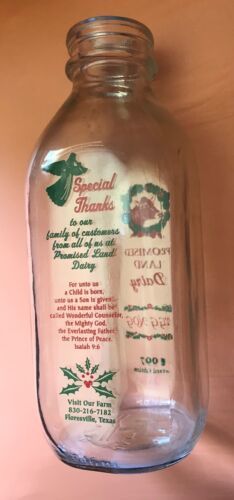 Special
Thanks
to our
family of customers
from all of us at
Promised Land
Dairy
For unto us
a Child is born,
unto us a Son is given...
and His name shall be
called Wonderful Counselor,
the Mighty God,
the Everlasting Father,
the Prince of Peace.
Isaiah 9:6
Visit Our Farm
830-216-7182
Floresville, Texas
PROMISED
LAND
Dairy
EGG NOG